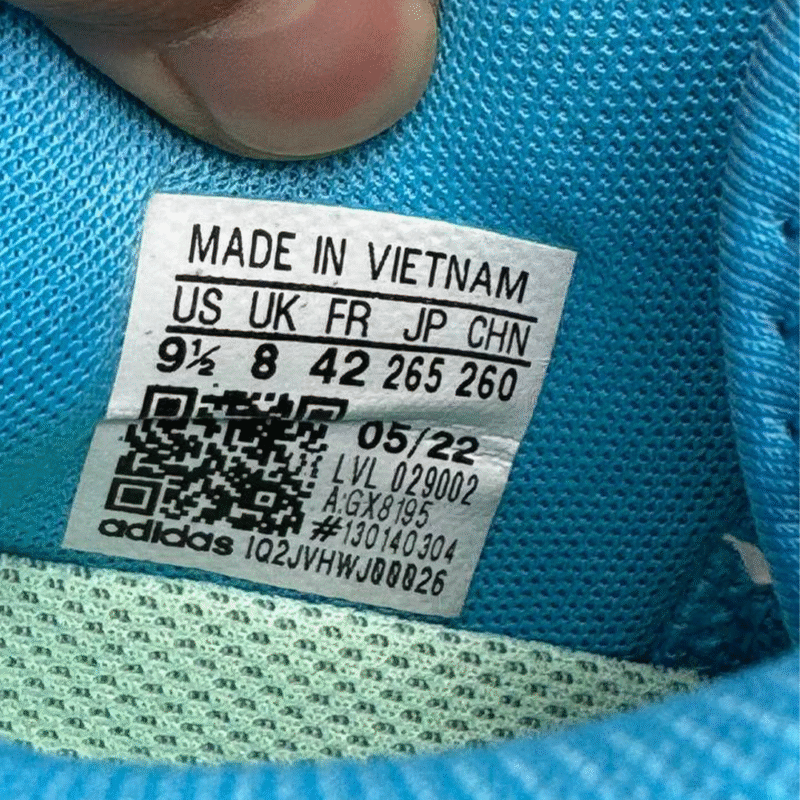 MADE IN VIETNAM
US UK FR JP CHN
9½ 8 42 265 260
05/22
LVL 029002
A:GX8195
#130140304
adidas IQ2JVHWJ00026